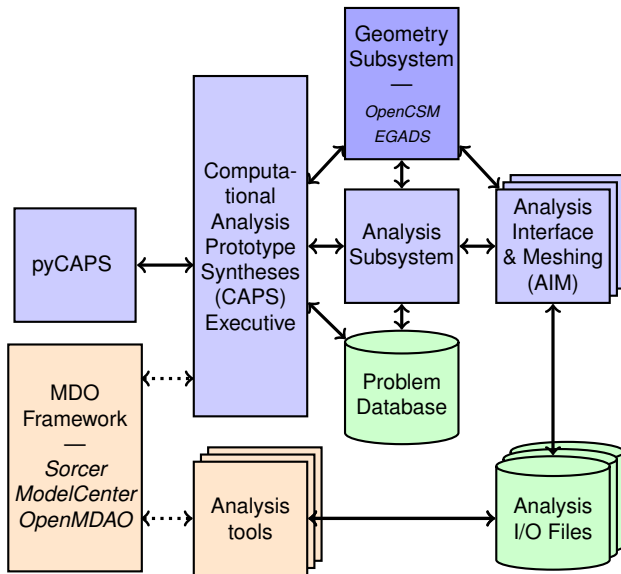 Geometry
Subsystem
—
OpenCSM
EGADS
Computa-
tional
Analysis
Prototype
Syntheses
(CAPS)
Executive
Analysis
Subsystem
Analysis
Interface
& Meshing
(AIM)
pyCAPS
Problem
Database
MDO
Framework
—
Sorcer
ModelCenter
OpenMDAO
Analysis
tools
Analysis
I/O Files